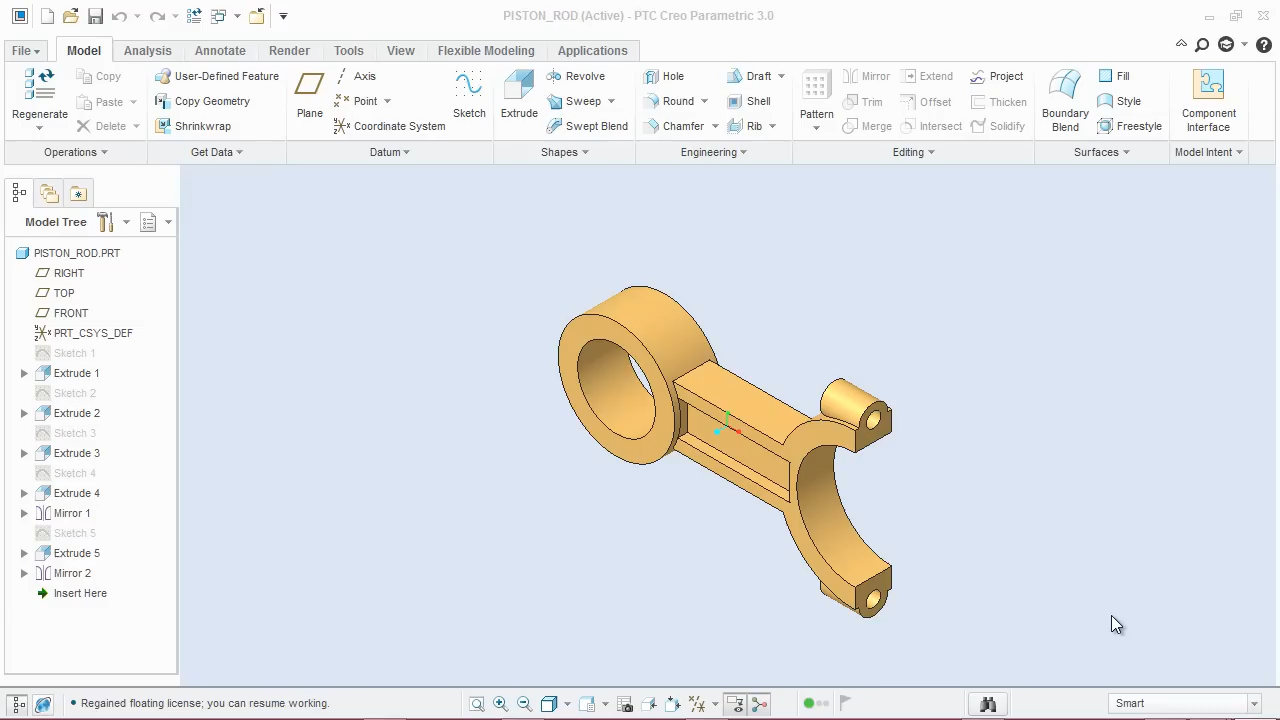 PISTON_ROD (Active) - PTC Creo Parametric 3.0
File Model Analysis Annotate Render Tools View Flexible Modeling Applications
Regenerate Copy Paste Delete
User-Defined Feature Copy Geometry Shrinkwrap
Plane Axis Point Coordinate System Sketch
Extrude Revolve Sweep Swept Blend
Hole Round Chamfer Draft Shell Rib
Pattern Mirror Trim Merge Extend Offset Intersect Project Thicken Solidify
Boundary Blend Fill Style Freestyle
Component Interface
Operations Get Data Datum Shapes Engineering Editing Surfaces Model Intent
Model Tree
PISTON_ROD.PRT
RIGHT
TOP
FRONT
PRT_CSYS_DEF
Sketch 1
Extrude 1
Sketch 2
Extrude 2
Sketch 3
Extrude 3
Sketch 4
Extrude 4
Mirror 1
Sketch 5
Extrude 5
Mirror 2
Insert Here
• Regained floating license; you can resume working.
Smart